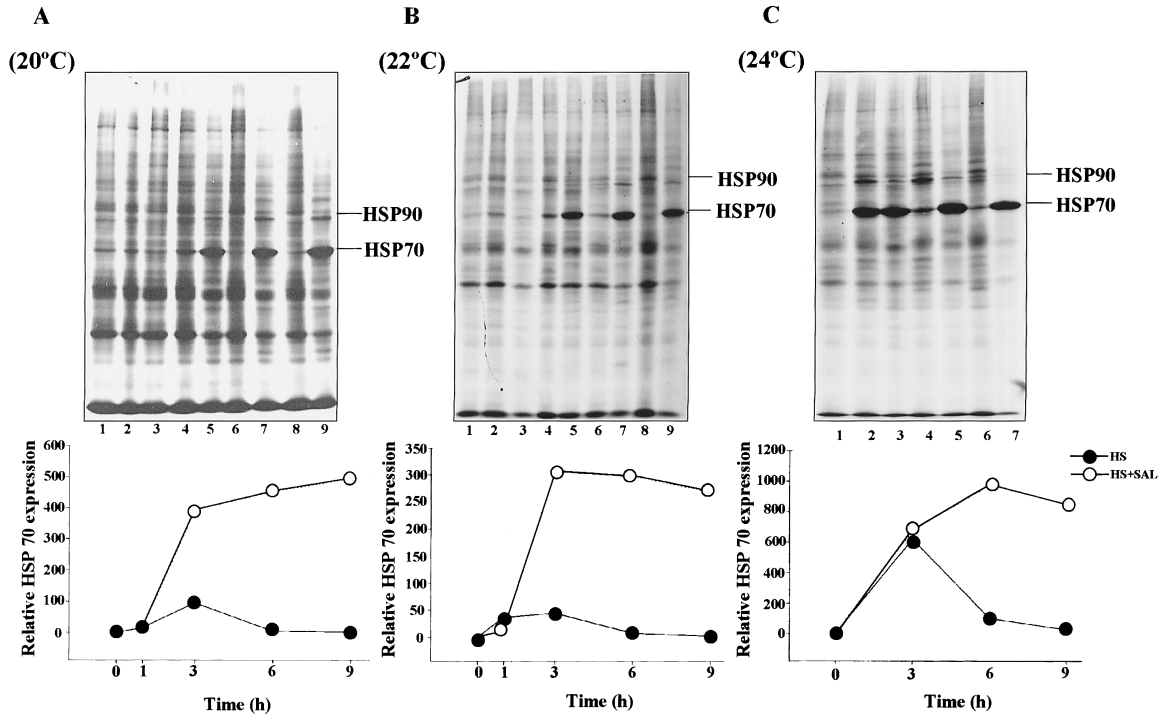 A
(20°C)
HSP90
HSP70
1 2 3 4 5 6 7 8 9
Relative HSP 70 expression
600
500
400
300
200
100
0
0 1 3 6 9
Time (h)
B
(22°C)
HSP90
HSP70
1 2 3 4 5 6 7 8 9
Relative HSP 70 expression
350
300
250
200
150
100
50
0
0 1 3 6 9
Time (h)
C
(24°C)
HSP90
HSP70
1 2 3 4 5 6 7
Relative HSP 70 expression
1200
1000
800
600
400
200
0
0 3 6 9
Time (h)
HS
HS+SAL